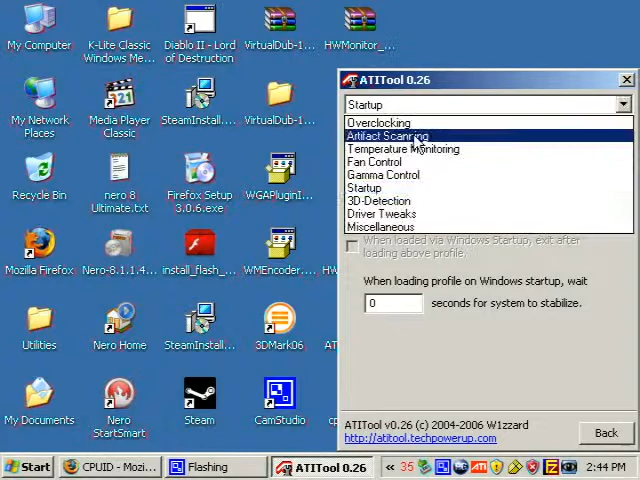 My Computer
K-Lite Classic
Windows Me...
Diablo II - Lord
of Destruction
VirtualDub-1...
HWMonitor_...
My Network
Places
Media Player
Classic
SteamInstall....
VirtualDub-1...
Recycle Bin
nero 8
Ultimate.txt
Firefox Setup
3.0.6.exe
WGAPluginI...
Mozilla Firefox
Nero-8.1.1.4...
install_flash_...
WMEncoder....
HW
Utilities
Nero Home
SteamInstall...
3DMark06
AT
My Documents
Nero
StartSmart
Steam
CamStudio
cp
ATITool 0.26
Startup
Overclocking
Artifact Scanning
Temperature Monitoring
Fan Control
Gamma Control
Startup
3D-Detection
Driver Tweaks
Miscellaneous
When loaded via Windows Startup, exit after
loading above profile.
When loading profile on Windows startup, wait
0 seconds for system to stabilize.
ATITool v0.26 (c) 2004-2006 W1zzard
http://atitool.techpowerup.com
Back
Start
CPUID - Mozi...
Flashing
ATITool 0.26
«
35
ATI
2:44 PM